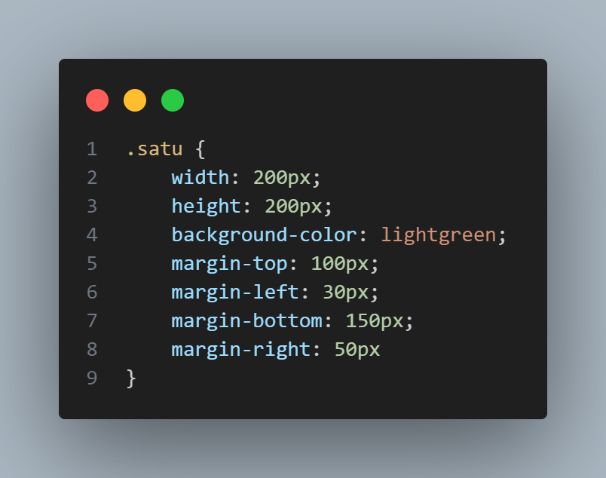 1 .satu {
2     width: 200px;
3     height: 200px;
4     background-color: lightgreen;
5     margin-top: 100px;
6     margin-left: 30px;
7     margin-bottom: 150px;
8     margin-right: 50px
9 }